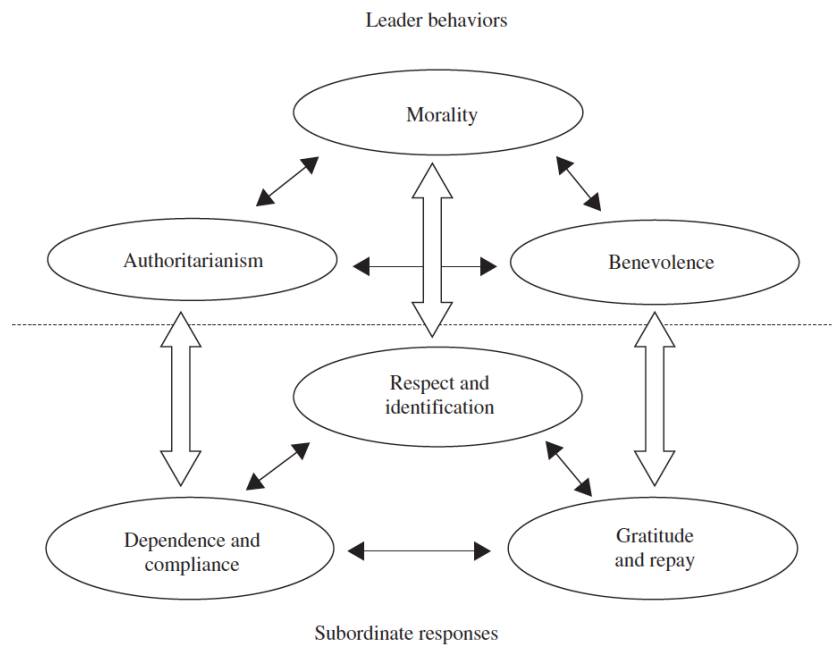 Leader behaviors
Morality
Authoritarianism
Benevolence
Respect and
identification
Dependence and
compliance
Gratitude
and repay
Subordinate responses